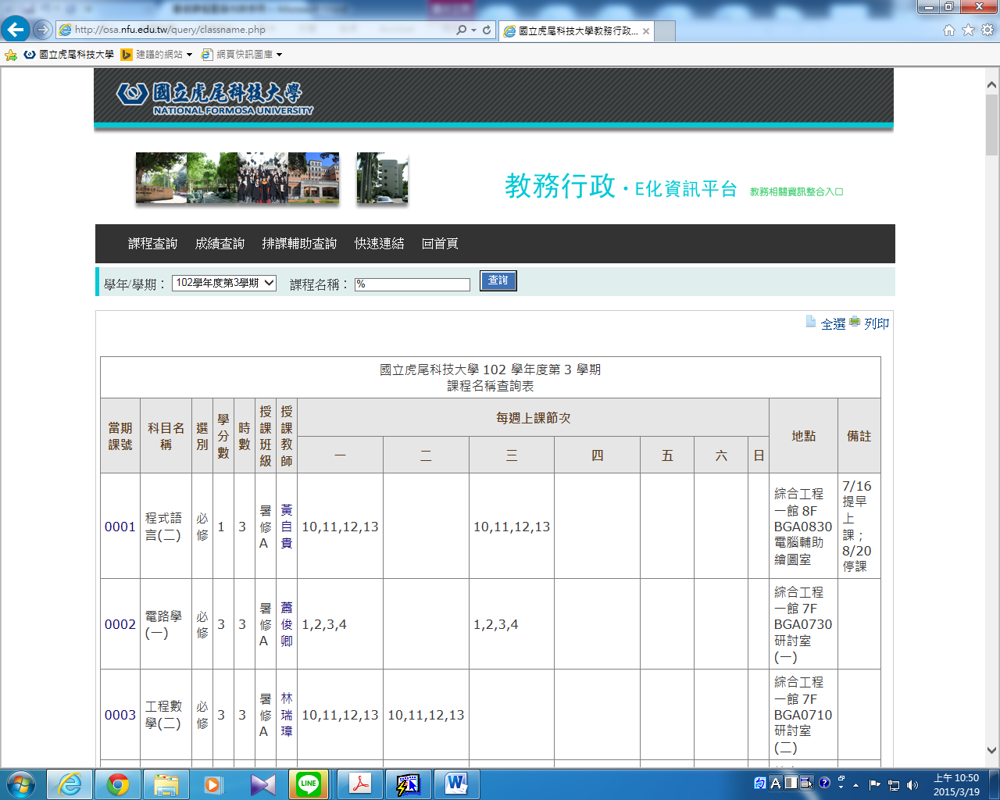 http://osa.nfu.edu.tw/query/classname.php
國立虎尾科技大學教務行政...
國立虎尾科技大學
建議的網站
網頁快訊圖庫
國立虎尾科技大學
NATIONAL FORMOSA UNIVERSITY
教務行政・E化資訊平台 教務相關資訊整合入口
課程查詢 成績查詢 排課輔助查詢 快速連結 回首頁
學年/學期： 102學年度第3學期 課程名稱： % 查詢
全選 列印
國立虎尾科技大學 102 學年度第 3 學期
課程名稱查詢表
當期課號 科目名稱 選別 學分數 時數 授課班級 授課教師 每週上課節次 地點 備註
一 二 三 四 五 六 日
0001 程式語言(二) 必修 1 3 暑修A 黃自貴 10,11,12,13 10,11,12,13 綜合工程一館 8F BGA0830 電腦輔助繪圖室 7/16 提早上課；8/20 停課
0002 電路學(一) 必修 3 3 暑修A 蕭俊卿 1,2,3,4 1,2,3,4 綜合工程一館 7F BGA0730 研討室(一)
0003 工程數學(二) 必修 3 3 暑修A 林瑞璋 10,11,12,13 10,11,12,13 綜合工程一館 7F BGA0710 研討室(二)
LINE
A
上午 10:50
2015/3/19